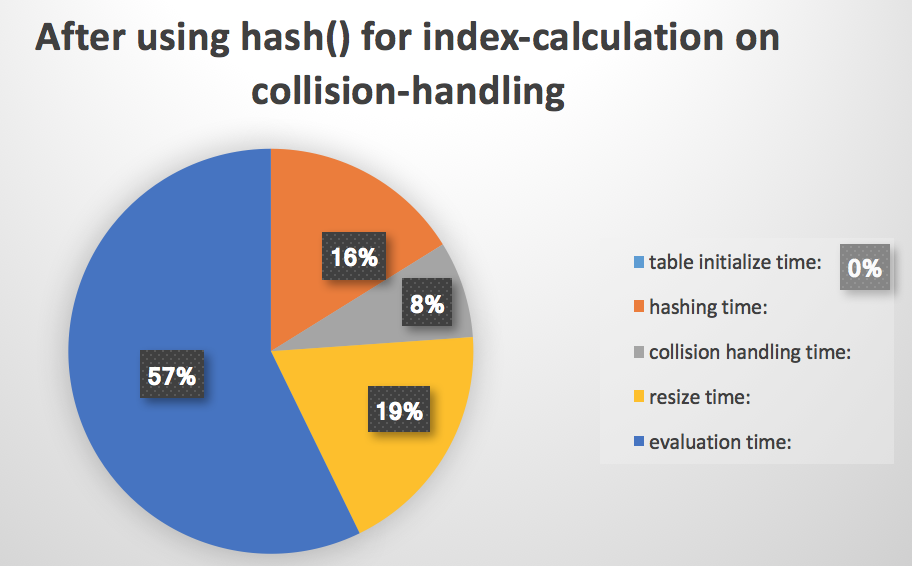 After using hash() for index-calculation on
collision-handling
16%
8%
57%
19%
table initialize time: 0%
hashing time:
collision handling time:
resize time:
evaluation time: